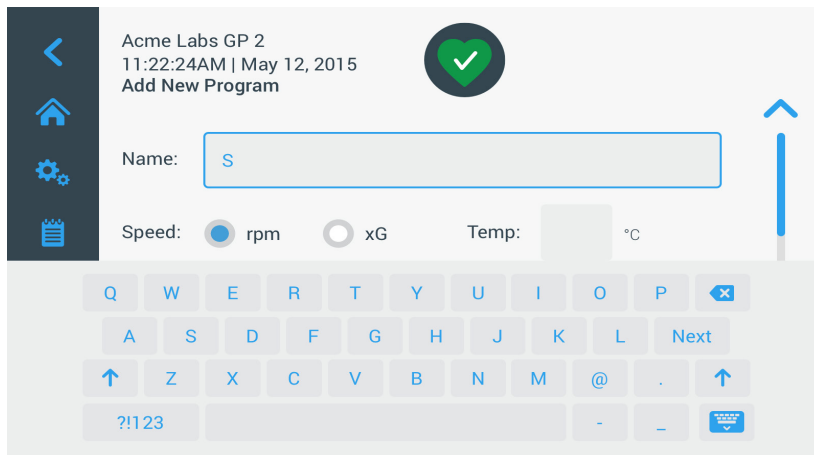 Acme Labs GP 2
11:22:24AM | May 12, 2015
Add New Program
Name: S
Speed: rpm xG Temp: °C
Q W E R T Y U I O P
A S D F G H J K L Next
Z X C V B N M @ .
?!123 - _